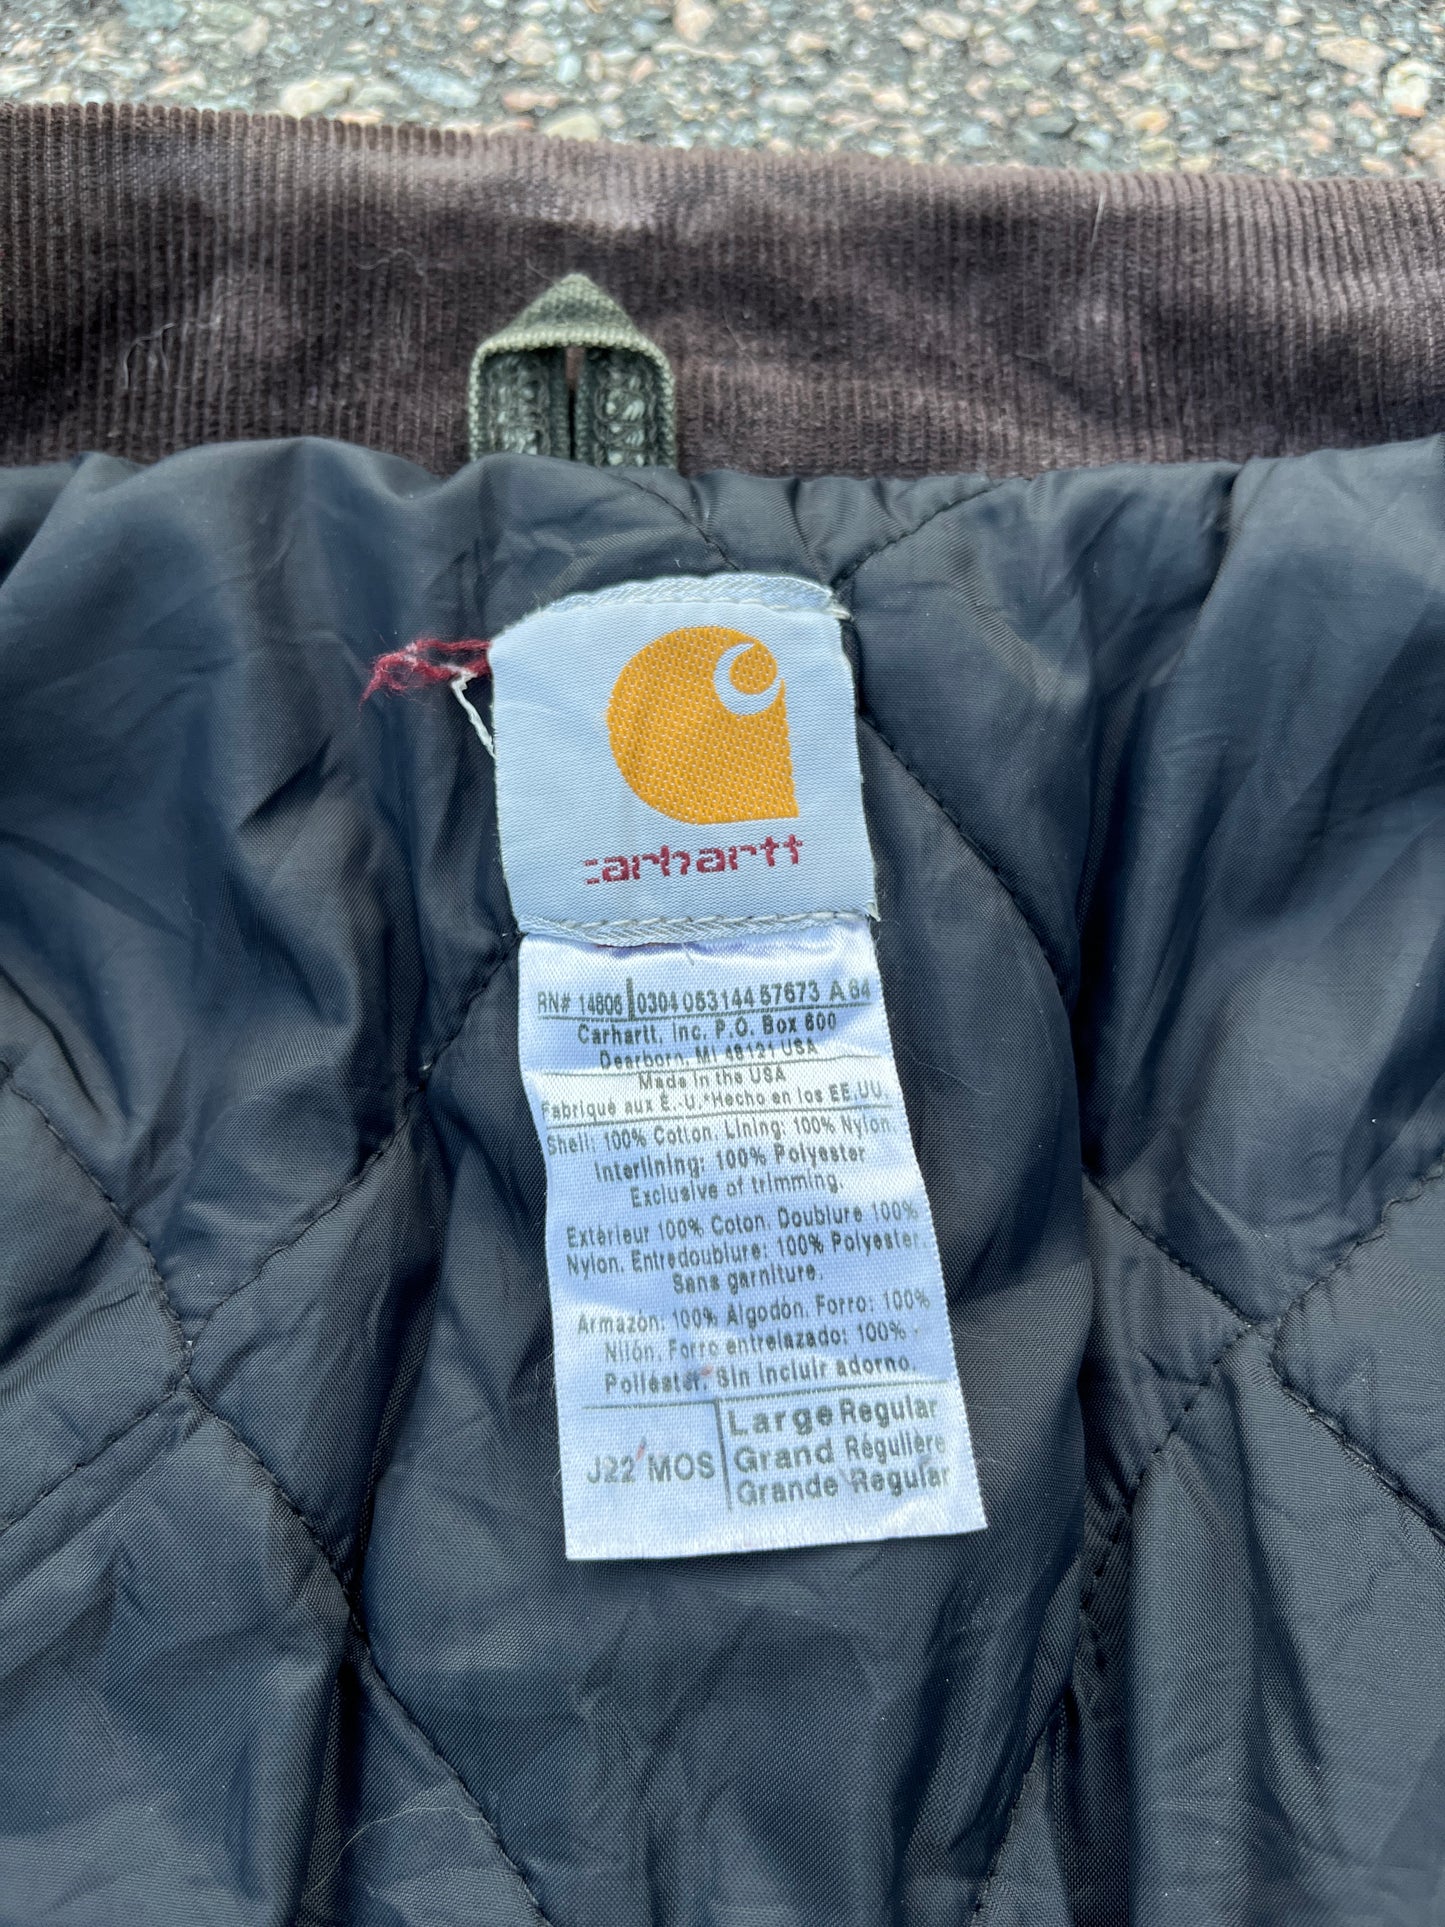 carhartt
RN# 14806 0304 063144 57673 A 64
Carhartt, Inc. P.O. Box 600
Dearborn, MI 48121 USA
Made in the USA
Fabriqué aux É.-U.*Hecho en los EE.UU.
Shell: 100% Cotton. Lining: 100% Nylon.
Interlining: 100% Polyester
Exclusive of trimming.
Extérieur 100% Coton. Doublure 100%
Nylon. Entredoublure: 100% Polyester.
Sans garniture.
Armazón: 100% Algodón. Forro: 100%
Nilón. Forro entrelazado: 100%
Poliéster. Sin incluir adorno.
J22 MOS
Large Regular
Grand Régulière
Grande Regular